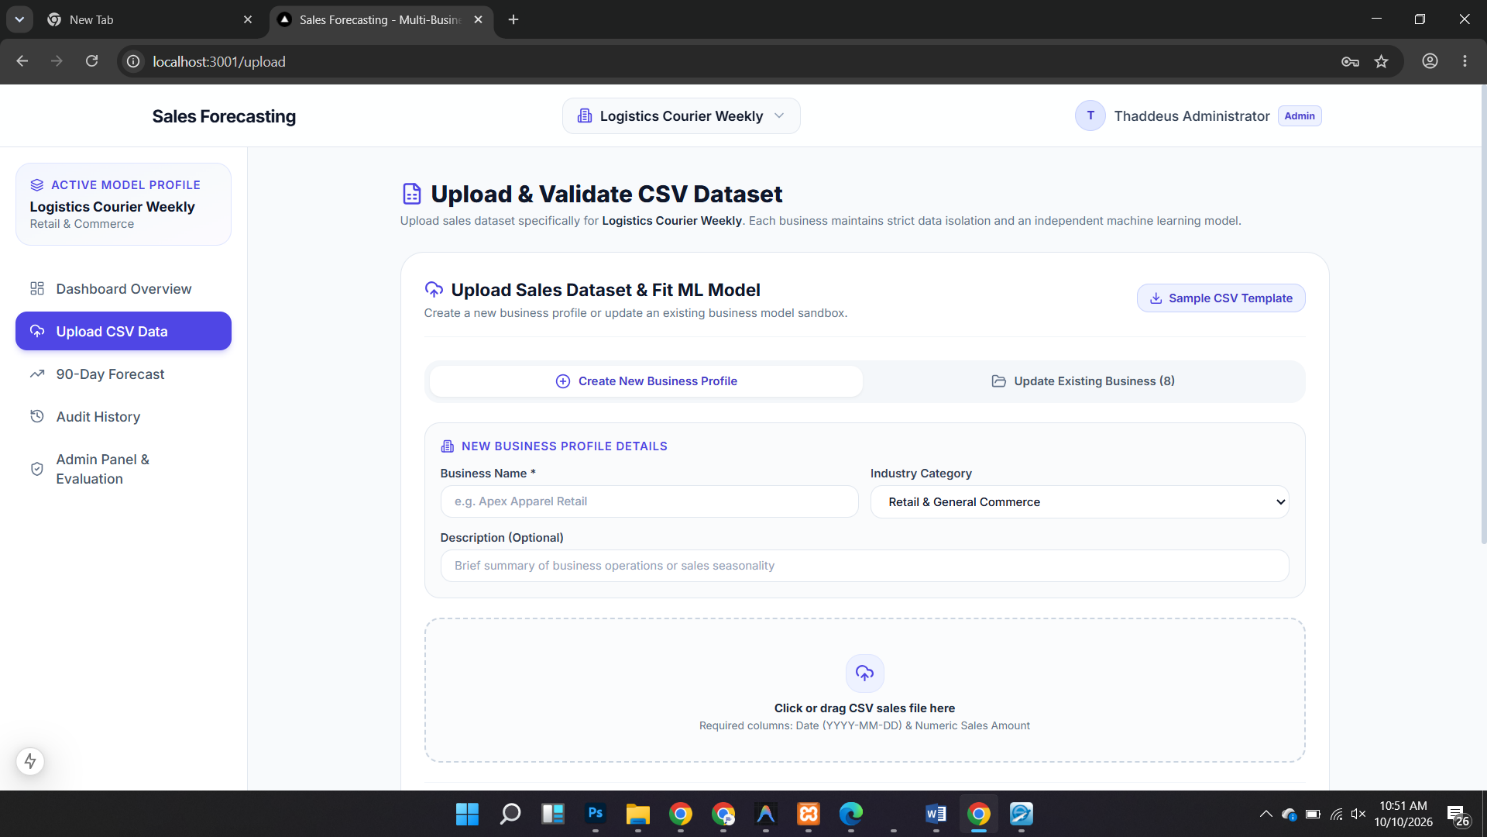 New Tab
Sales Forecasting - Multi-Busin
localhost:3001/upload
Sales Forecasting
Logistics Courier Weekly
T
Thaddeus Administrator
Admin
ACTIVE MODEL PROFILE
Logistics Courier Weekly
Retail & Commerce
Dashboard Overview
Upload CSV Data
90-Day Forecast
Audit History
Admin Panel &
Evaluation
Upload & Validate CSV Dataset
Upload sales dataset specifically for Logistics Courier Weekly. Each business maintains strict data isolation and an independent machine learning model.
Upload Sales Dataset & Fit ML Model
Create a new business profile or update an existing business model sandbox.
Sample CSV Template
Create New Business Profile
Update Existing Business (8)
NEW BUSINESS PROFILE DETAILS
Business Name *
Industry Category
e.g. Apex Apparel Retail
Retail & General Commerce
Description (Optional)
Brief summary of business operations or sales seasonality
Click or drag CSV sales file here
Required columns: Date (YYYY-MM-DD) & Numeric Sales Amount
Ps
10:51 AM
10/10/2026
26